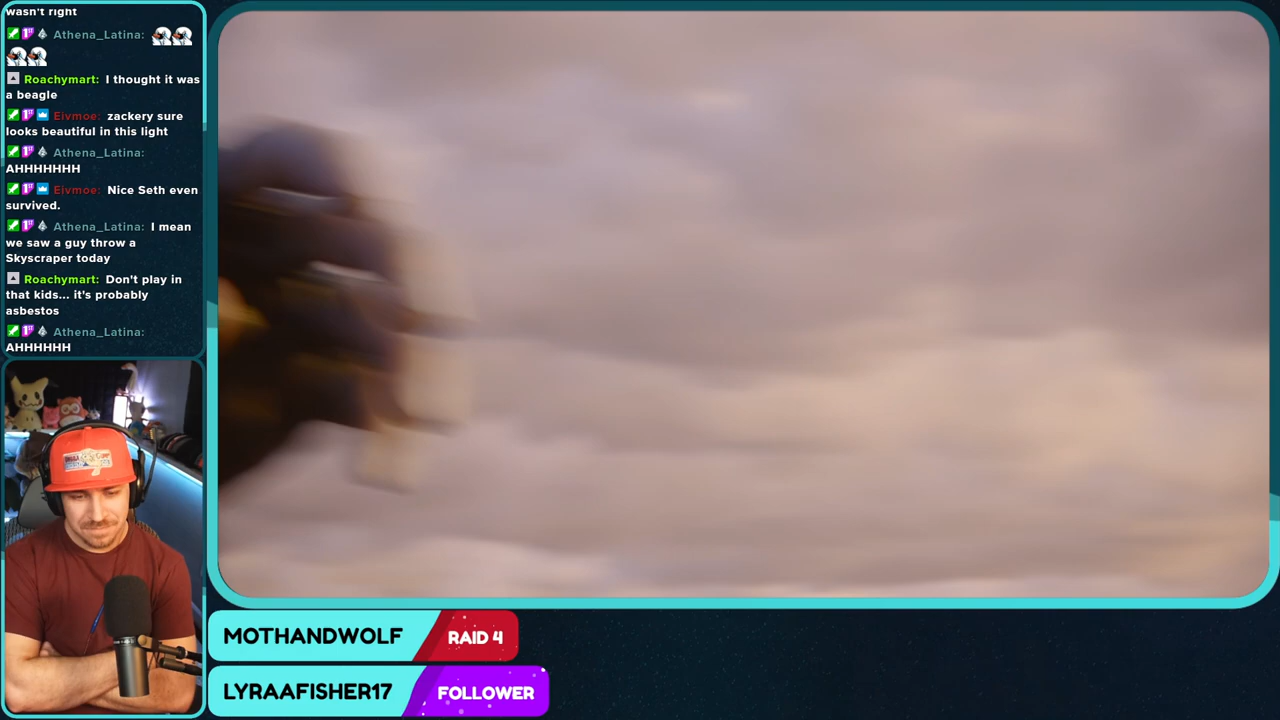 wasn't right
Athena_Latina:
Roachymart: I thought it was
a beagle
Eivmoe: zackery sure
looks beautiful in this light
Athena_Latina:
AHHHHHHH
Eivmoe: Nice Seth even
survived.
Athena_Latina: I mean
we saw a guy throw a
Skyscraper today
Roachymart: Don't play in
that kids... it's probably
asbestos
Athena_Latina:
AHHHHHH
MOTHANDWOLF RAID 4
LYRAAFISHER17 FOLLOWER